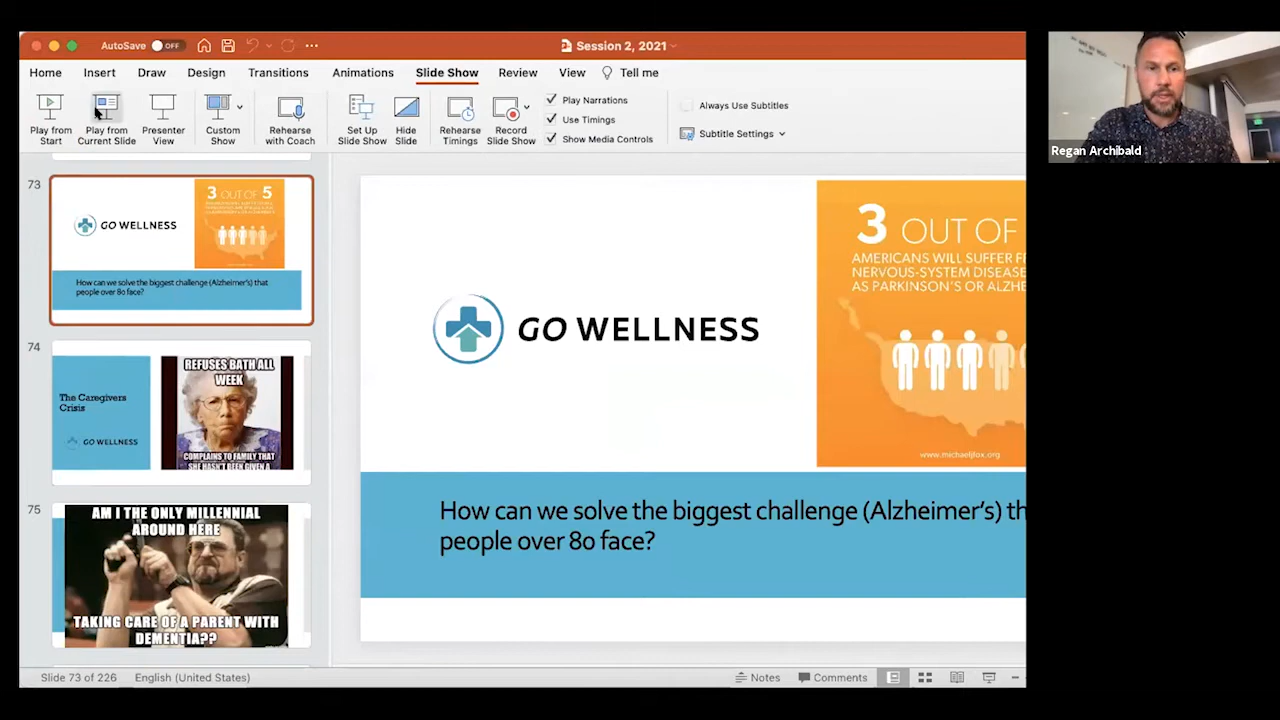 AutoSave OFF
Session 2, 2021
Home Insert Draw Design Transitions Animations Slide Show Review View Tell me
Play from Start
Play from Current Slide
Presenter View
Custom Show
Rehearse with Coach
Set Up Slide Show
Hide Slide
Rehearse Timings
Record Slide Show
Play Narrations
Use Timings
Show Media Controls
Always Use Subtitles
Subtitle Settings
Regan Archibald
73
3 OUT OF 5
GO WELLNESS
How can we solve the biggest challenge (Alzheimer's) that
people over 80 face?
74
The Caregivers
Crisis
GO WELLNESS
REFUSES BATH ALL
WEEK
COMPLAINS TO FAMILY THAT
SHE HASN'T BEEN GIVEN A
75
AM I THE ONLY MILLENNIAL
AROUND HERE
TAKING CARE OF A PARENT WITH
DEMENTIA??
GO WELLNESS
3 OUT OF
AMERICANS WILL SUFFER FR
NERVOUS-SYSTEM DISEASE
AS PARKINSON'S OR ALZHE
www.michaeljfox.org
How can we solve the biggest challenge (Alzheimer's) th
people over 80 face?
Slide 73 of 226 English (United States)
Notes Comments